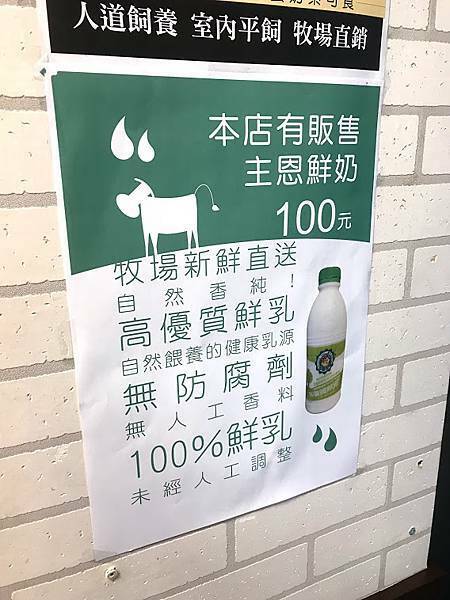 人道飼養 室內平飼 牧場直銷
本店有販售
主恩鮮奶
100元
牧場新鮮直送
自然香純!
高優質鮮乳
自然餵養的健康乳源
無防腐劑
無人工香料
100%鮮乳
未經人工調整